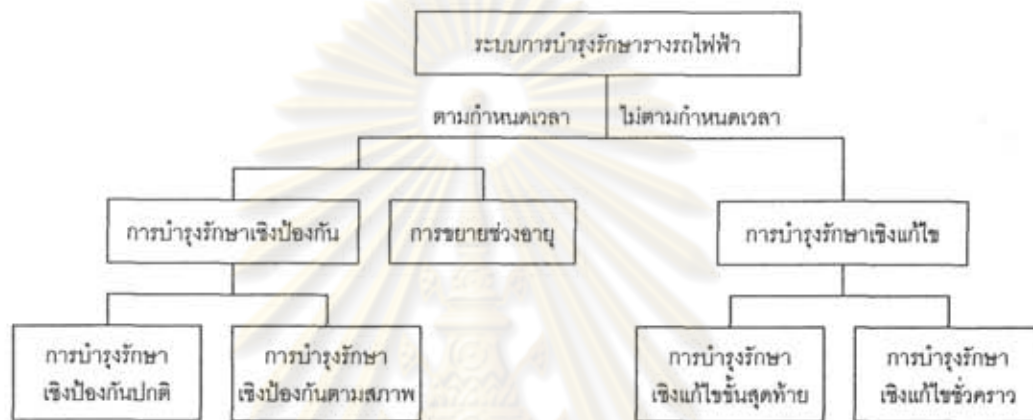 ระบบการบำรุงรักษารางรถไฟฟ้า
ตามกำหนดเวลา
ไม่ตามกำหนดเวลา
การบำรุงรักษาเชิงป้องกัน
การขยายช่วงอายุ
การบำรุงรักษาเชิงแก้ไข
การบำรุงรักษา
เชิงป้องกันปกติ
การบำรุงรักษา
เชิงป้องกันตามสภาพ
การบำรุงรักษา
เชิงแก้ไขขั้นสุดท้าย
การบำรุงรักษา
เชิงแก้ไขชั่วคราว